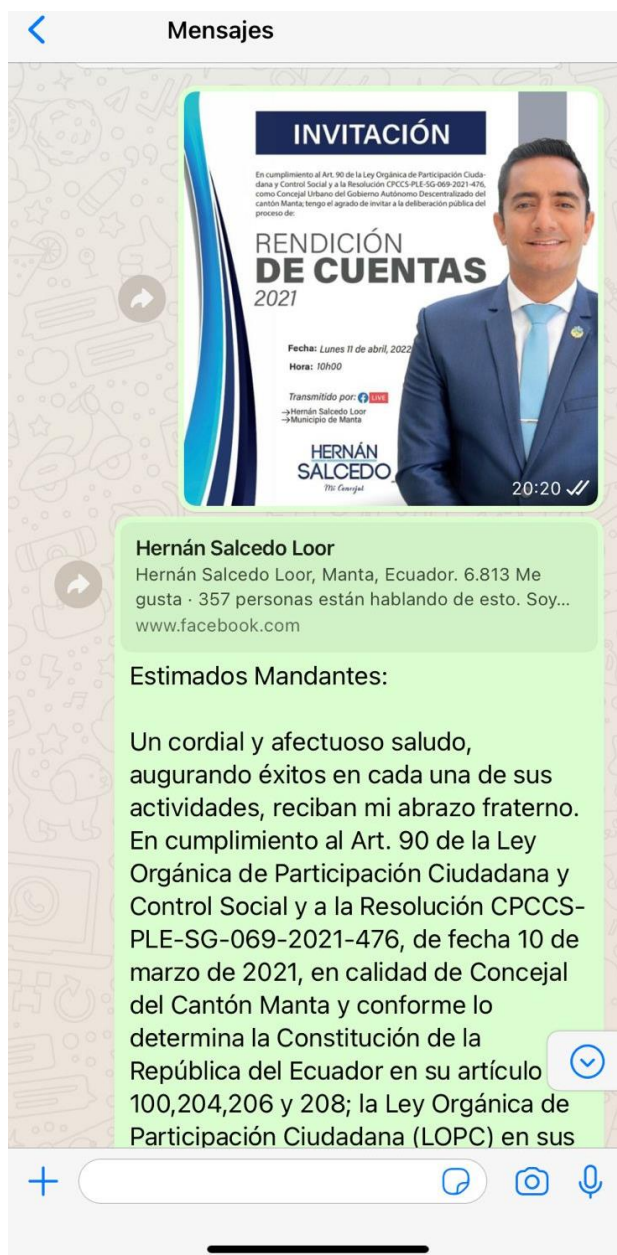 Mensajes
INVITACIÓN
En cumplimiento al Art. 90 de la Ley Orgánica de Participación Ciuda-
dana y Control Social y a la Resolución CPCCS-PLE-SG-069-2021-476,
como Concejal Urbano del Gobierno Autónomo Descentralizado del
cantón Manta; tengo el agrado de invitar a la deliberación pública del
proceso de:
RENDICIÓN
DE CUENTAS
2021
Fecha: Lunes 11 de abril, 2022
Hora: 10h00
Transmitido por: LIVE
→Hernán Salcedo Loor
→Municipio de Manta
HERNÁN
SALCEDO
Mi Concejal
20:20
Hernán Salcedo Loor
Hernán Salcedo Loor, Manta, Ecuador. 6.813 Me
gusta · 357 personas están hablando de esto. Soy...
www.facebook.com
Estimados Mandantes:
Un cordial y afectuoso saludo,
augurando éxitos en cada una de sus
actividades, reciban mi abrazo fraterno.
En cumplimiento al Art. 90 de la Ley
Orgánica de Participación Ciudadana y
Control Social y a la Resolución CPCCS-
PLE-SG-069-2021-476, de fecha 10 de
marzo de 2021, en calidad de Concejal
del Cantón Manta y conforme lo
determina la Constitución de la
República del Ecuador en su artículo
100,204,206 y 208; la Ley Orgánica de
Participación Ciudadana (LOPC) en sus